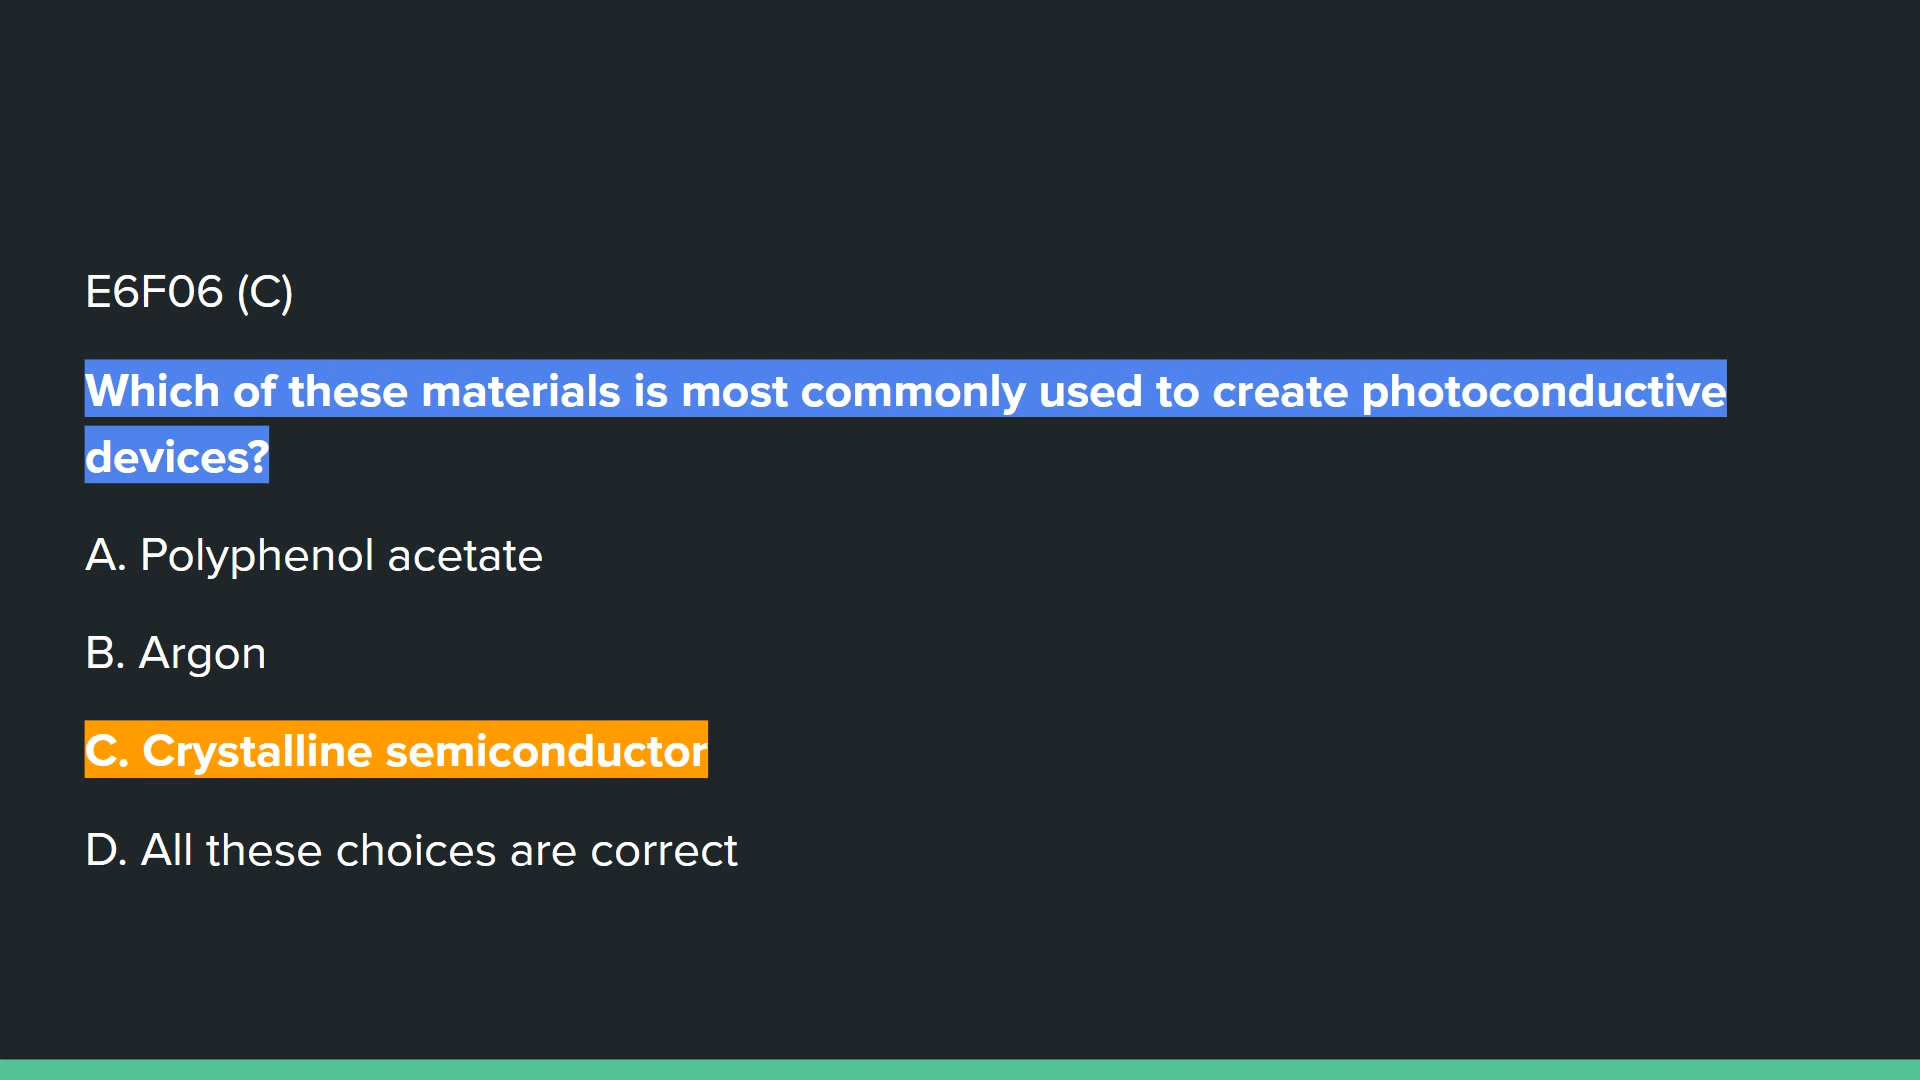 E6F06 (C)
Which of these materials is most commonly used to create photoconductive
devices?
A. Polyphenol acetate
B. Argon
C. Crystalline semiconductor
D. All these choices are correct